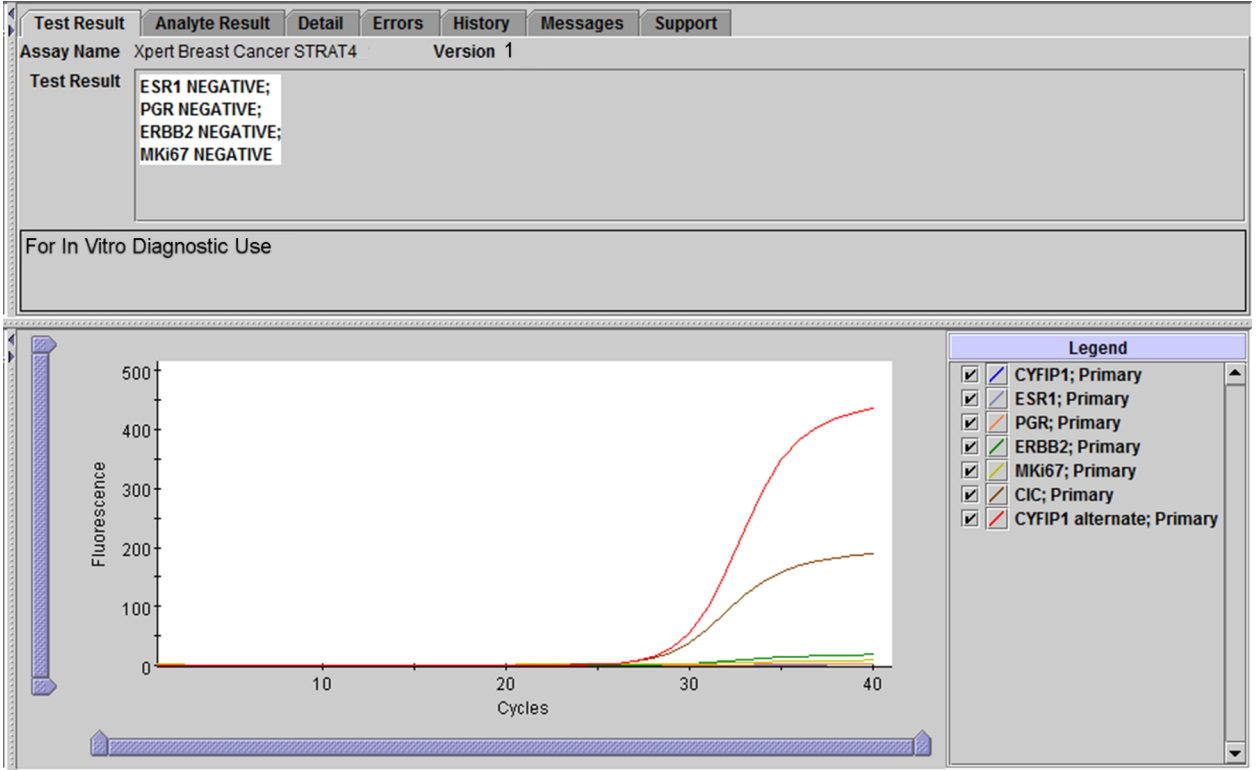 Test Result Analyte Result Detail Errors History Messages Support
Assay Name Xpert Breast Cancer STRAT4 Version 1
Test Result
ESR1 NEGATIVE;
PGR NEGATIVE;
ERBB2 NEGATIVE;
MKi67 NEGATIVE
For In Vitro Diagnostic Use
500
400
300
200
100
0
Fluorescence
10 20 30 40
Cycles
Legend
CYFIP1; Primary
ESR1; Primary
PGR; Primary
ERBB2; Primary
MKi67; Primary
CIC; Primary
CYFIP1 alternate; Primary